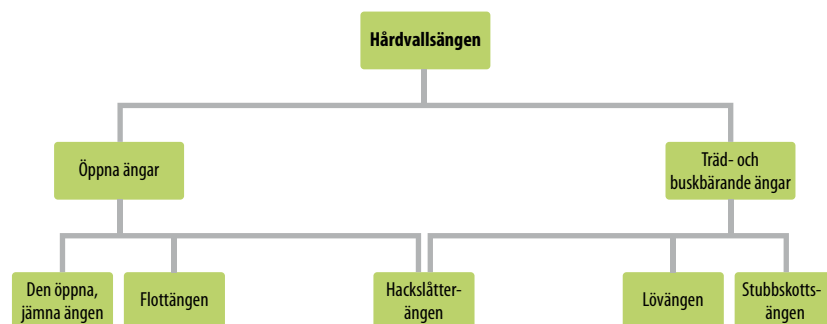 Hårdvallsängen
Öppna ängar
Träd- och
buskbärande ängar
Den öppna,
jämna ängen
Flottängen
Hackslåtter-
ängen
Lövängen
Stubbskotts-
ängen